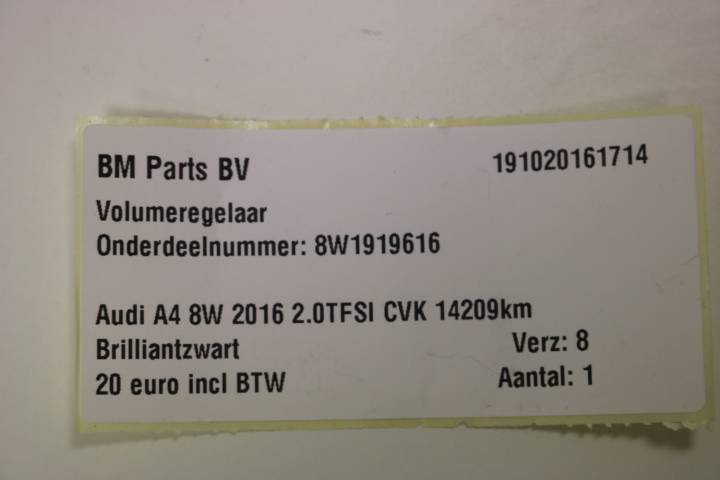 BM Parts BV 191020161714
Volumeregelaar
Onderdeelnummer: 8W1919616
Audi A4 8W 2016 2.0TFSI CVK 14209km
Brilliantzwart Verz: 8
20 euro incl BTW Aantal: 1